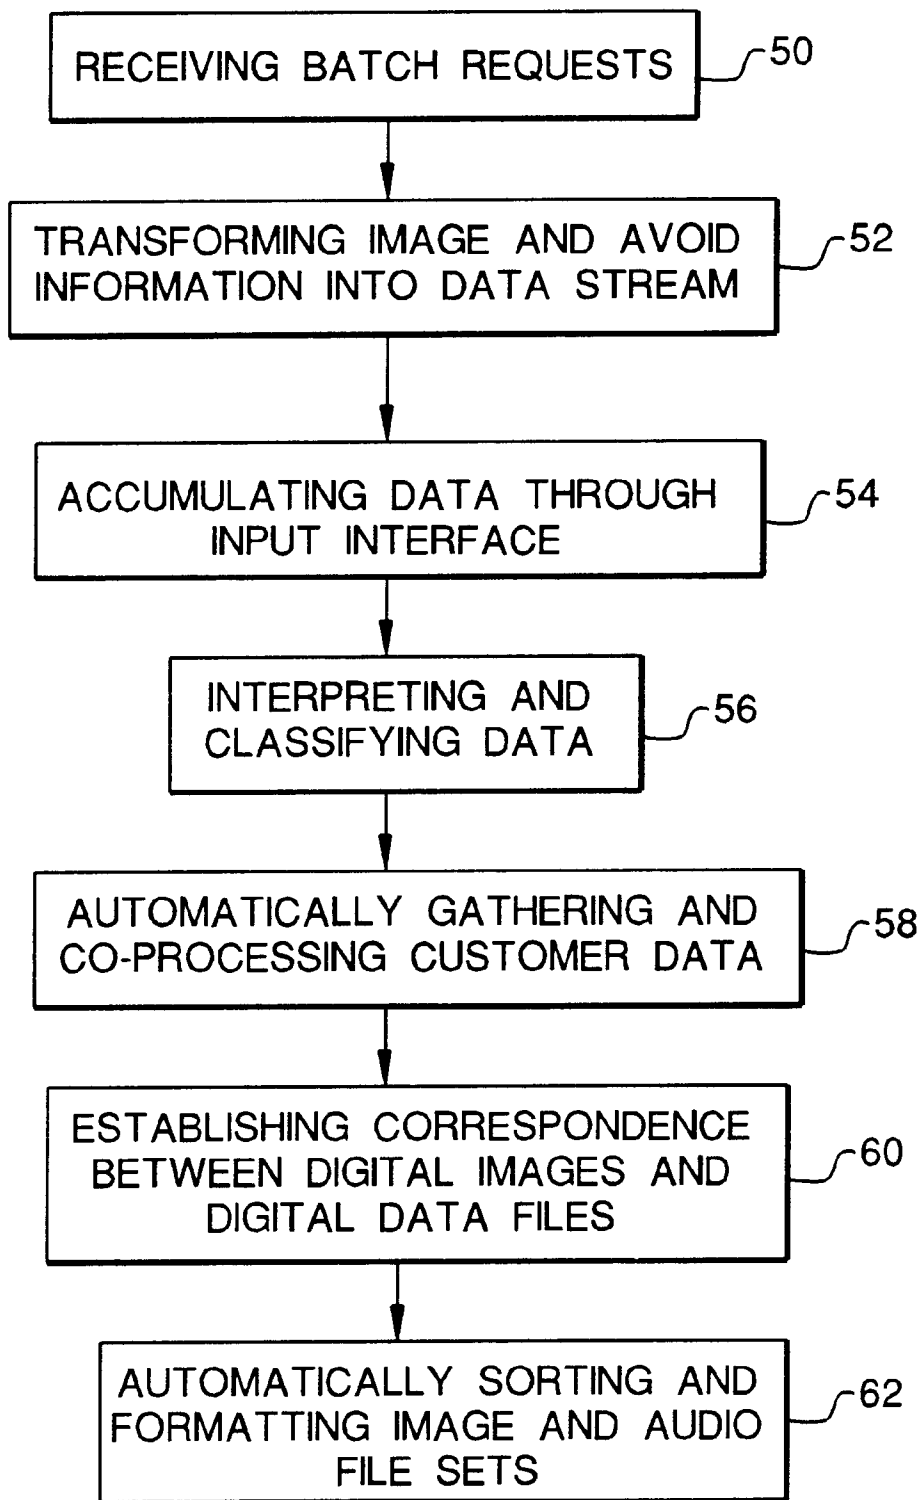 RECEIVING BATCH REQUESTS
50
TRANSFORMING IMAGE AND AVOID
INFORMATION INTO DATA STREAM
52
ACCUMULATING DATA THROUGH
INPUT INTERFACE
54
INTERPRETING AND
CLASSIFYING DATA
56
AUTOMATICALLY GATHERING AND
CO-PROCESSING CUSTOMER DATA
58
ESTABLISHING CORRESPONDENCE
BETWEEN DIGITAL IMAGES AND
DIGITAL DATA FILES
60
AUTOMATICALLY SORTING AND
FORMATTING IMAGE AND AUDIO
FILE SETS
62